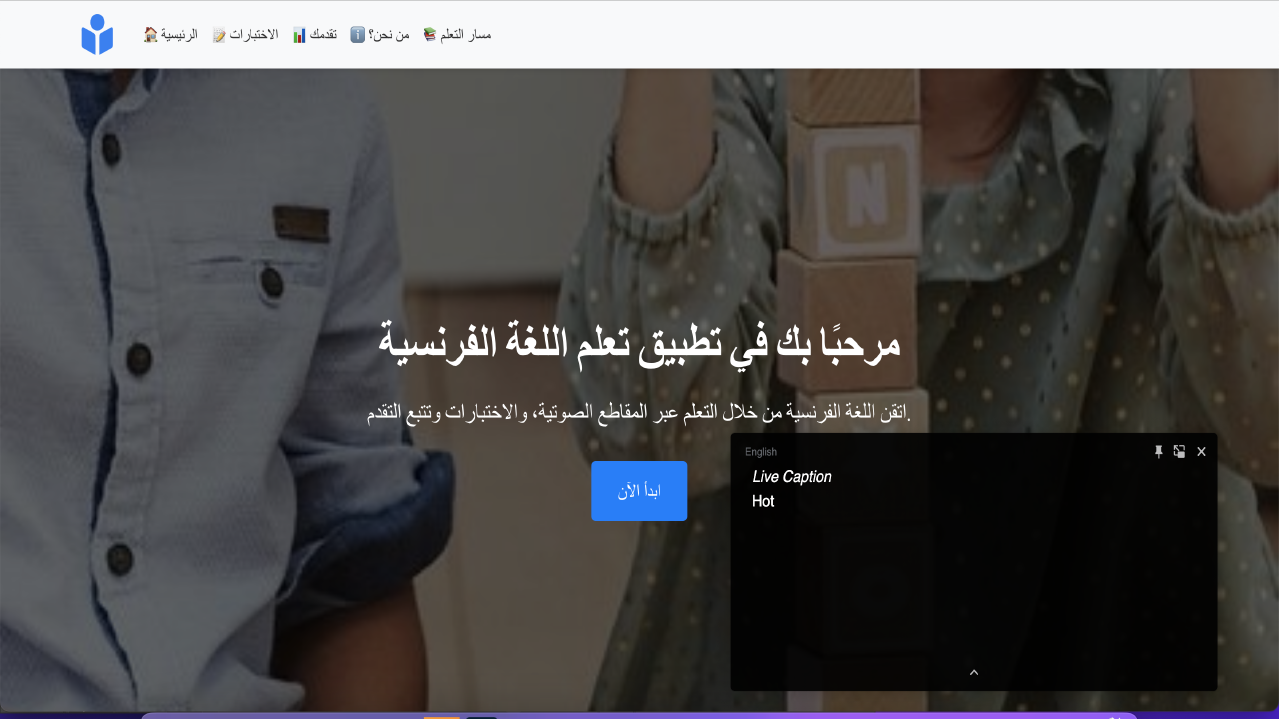 🏠 الرئيسية 📝 الاختبارات 📊 تقدمك ℹ️ من نحن؟ 📚 مسار التعلم
N
مرحبًا بك في تطبيق تعلم اللغة الفرنسية
اتقن اللغة الفرنسية من خلال التعلم عبر المقاطع الصوتية، والاختبارات وتتبع التقدم.
ابدأ الآن
English
Live Caption
Hot